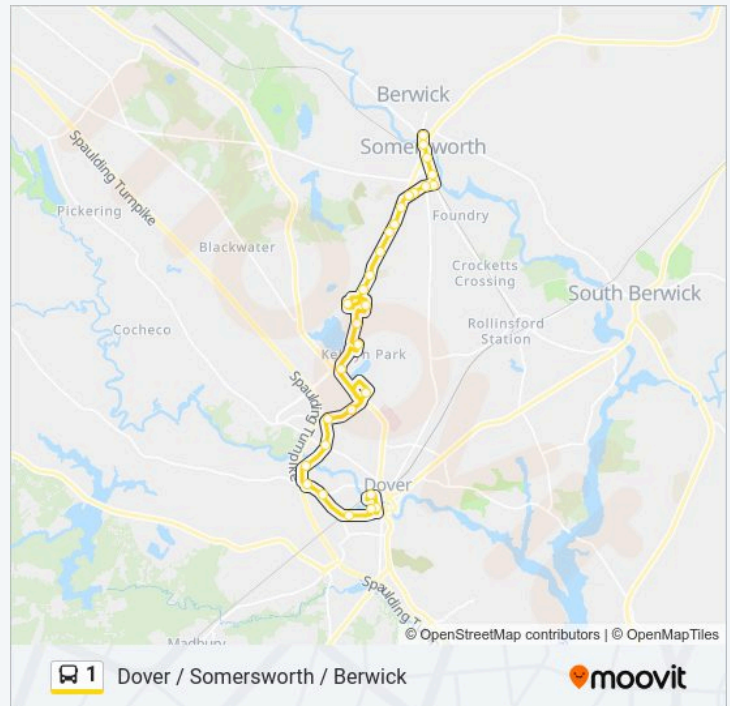 Berwick
Somersworth
Spaulding Turnpike
Pickering
Foundry
Blackwater
Crocketts
Crossing
South Berwick
Cocheco
Rollinsford
Station
Park
Spaulding Turnpike
Dover
Spaulding T
Madbury
© OpenStreetMap contributors | © OpenMapTiles
1 Dover / Somersworth / Berwick
moovit